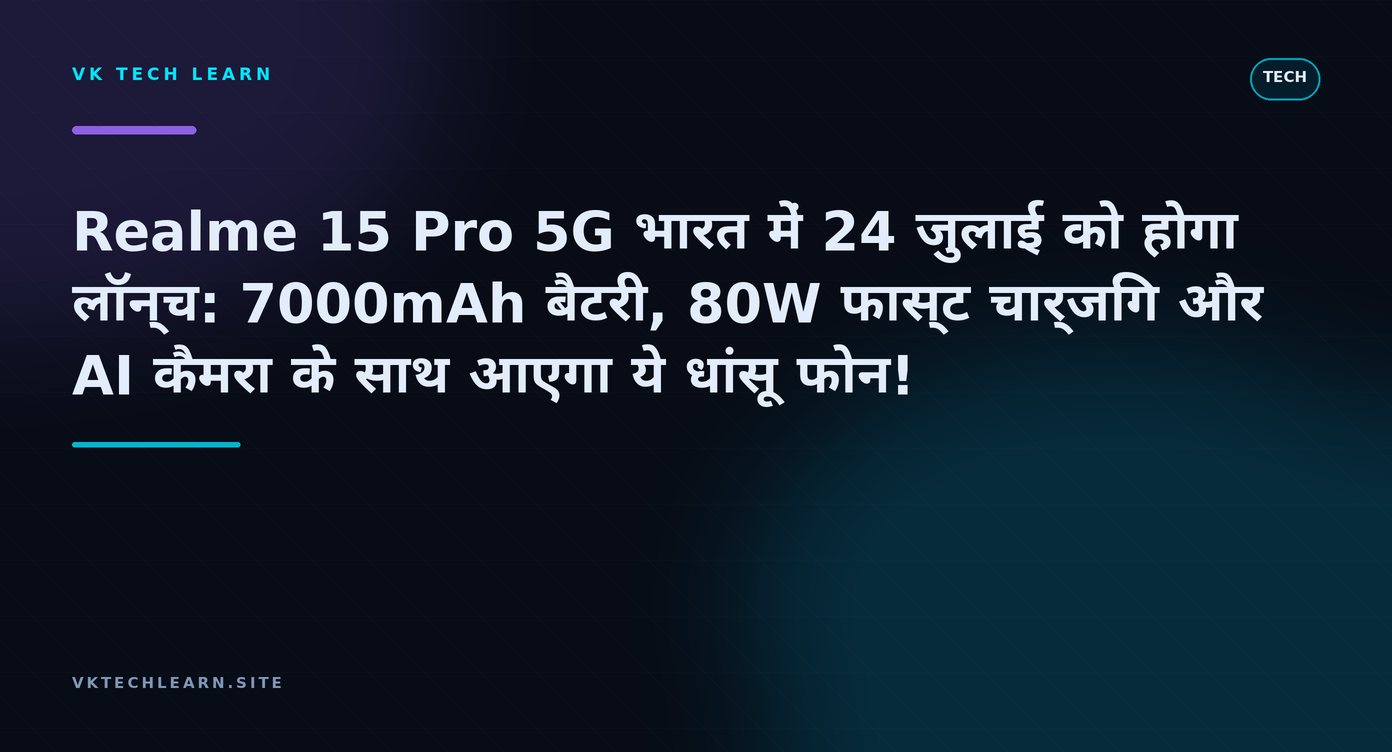 VK TECH LEARN
TECH
Realme 15 Pro 5G भारत में 24 जुलाई को होगा
लॉन्च: 7000mAh बैटरी, 80W फास्ट चार्जिंग और
AI कैमरा के साथ आएगा ये धांसू फोन!
VKTECHLEARN.SITE